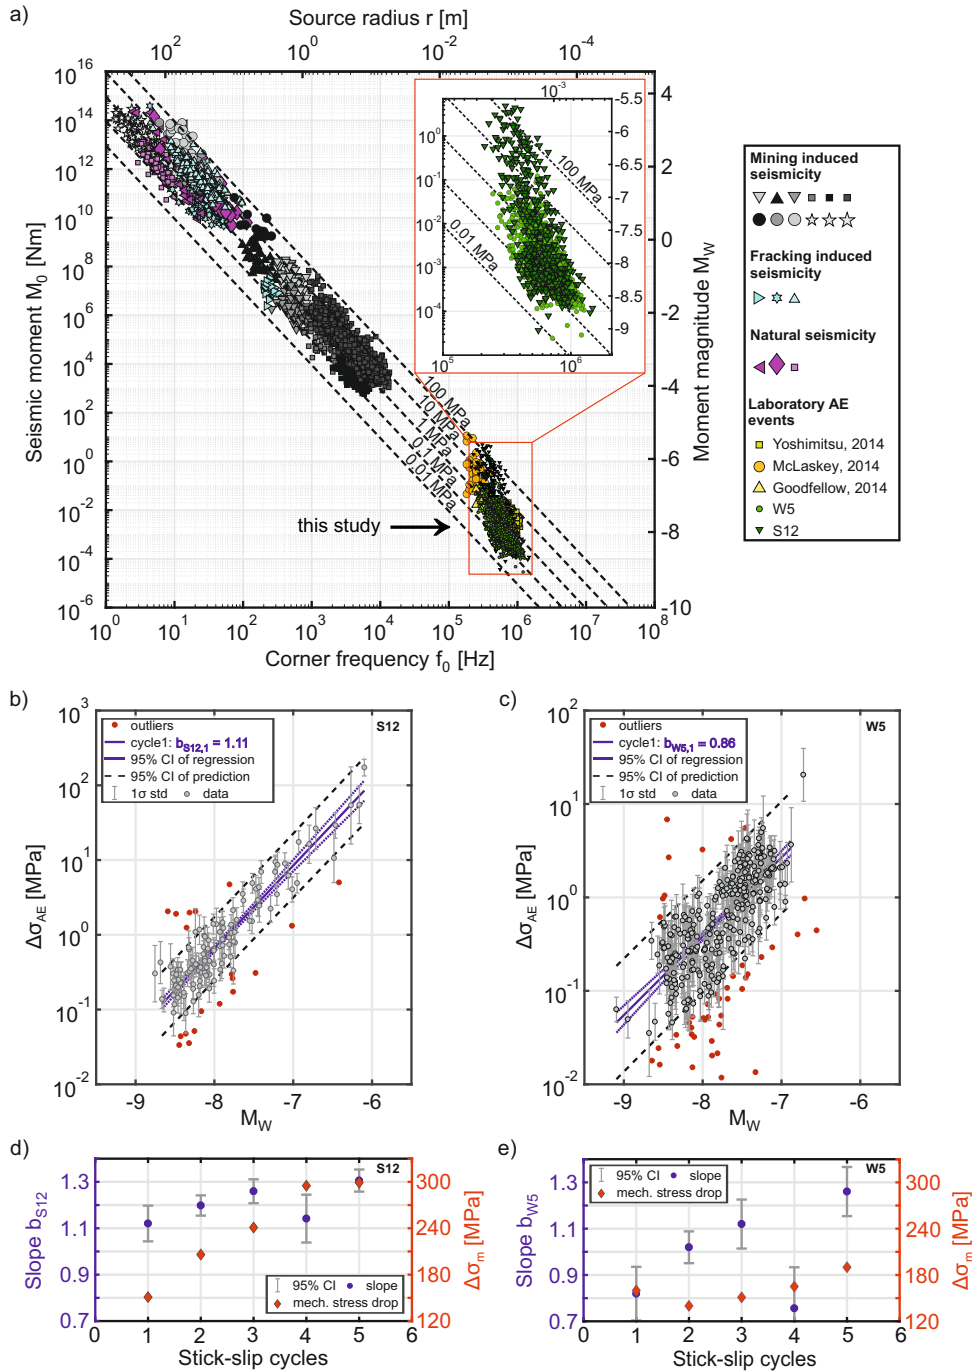 a)
Source radius r [m]
10^2 10^0 10^-2 10^-4
10^16
10^14
10^12
10^10
10^8
10^6
10^4
10^2
10^0
10^-2
10^-4
10^-6
Seismic moment M_0 [Nm]
10^0 10^1 10^2 10^3 10^4 10^5 10^6 10^7 10^8
Corner frequency f_0 [Hz]
4
2
0
-2
-4
-6
-8
-10
Moment magnitude M_W
100 MPa
10 MPa
1 MPa
0.1 MPa
0.01 MPa
this study
10^-3
10^0
10^-1
10^-2
10^-3
10^-4
10^5 10^6
-5.5
-6
-6.5
-7
-7.5
-8
-8.5
-9
100 MPa
0.01 MPa
Mining induced
seismicity
Fracking induced
seismicity
Natural seismicity
Laboratory AE
events
Yoshimitsu, 2014
McLaskey, 2014
Goodfellow, 2014
W5
S12
b)
10^3
10^2
10^1
10^0
10^-1
10^-2
Δσ_AE [MPa]
outliers
cycle1: b_S12,1 = 1.11
95% CI of regression
95% CI of prediction
1σ std data
S12
-9 -8 -7 -6
M_W
c)
10^2
10^1
10^0
10^-1
10^-2
Δσ_AE [MPa]
outliers
cycle1: b_W5,1 = 0.86
95% CI of regression
95% CI of prediction
1σ std data
W5
-9 -8 -7 -6
M_W
d)
1.3
1.1
0.9
0.7
Slope b_S12
S12
95% CI slope
mech. stress drop
300
240
180
120
Δσ_m [MPa]
0 1 2 3 4 5 6
Stick-slip cycles
e)
1.3
1.1
0.9
0.7
Slope b_W5
95% CI slope
mech. stress drop
W5
300
240
180
120
Δσ_m [MPa]
0 1 2 3 4 5 6
Stick-slip cycles